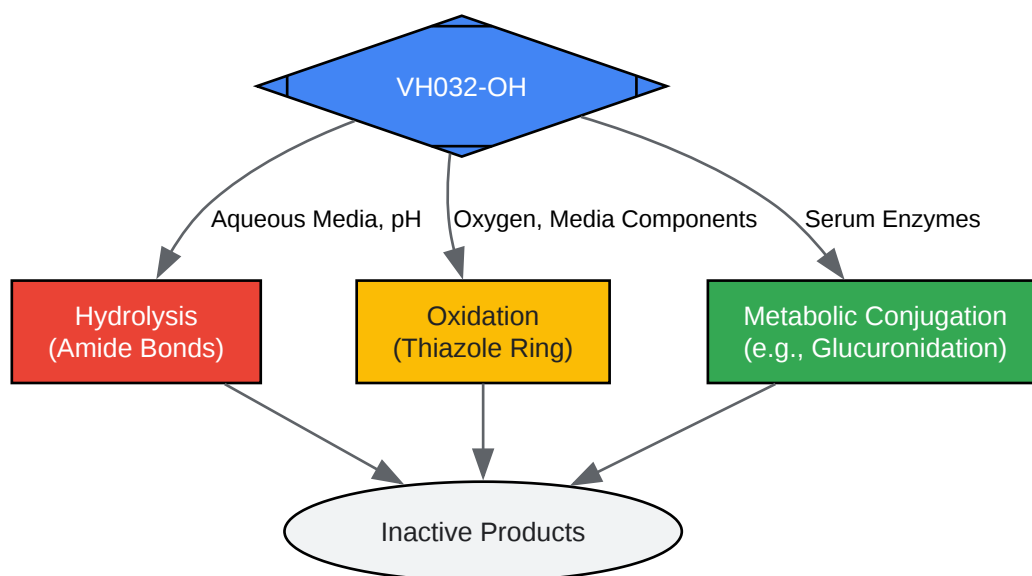 VH032-OH
Aqueous Media, pH
Oxygen, Media Components
Serum Enzymes
Hydrolysis
(Amide Bonds)
Oxidation
(Thiazole Ring)
Metabolic Conjugation
(e.g., Glucuronidation)
Inactive Products